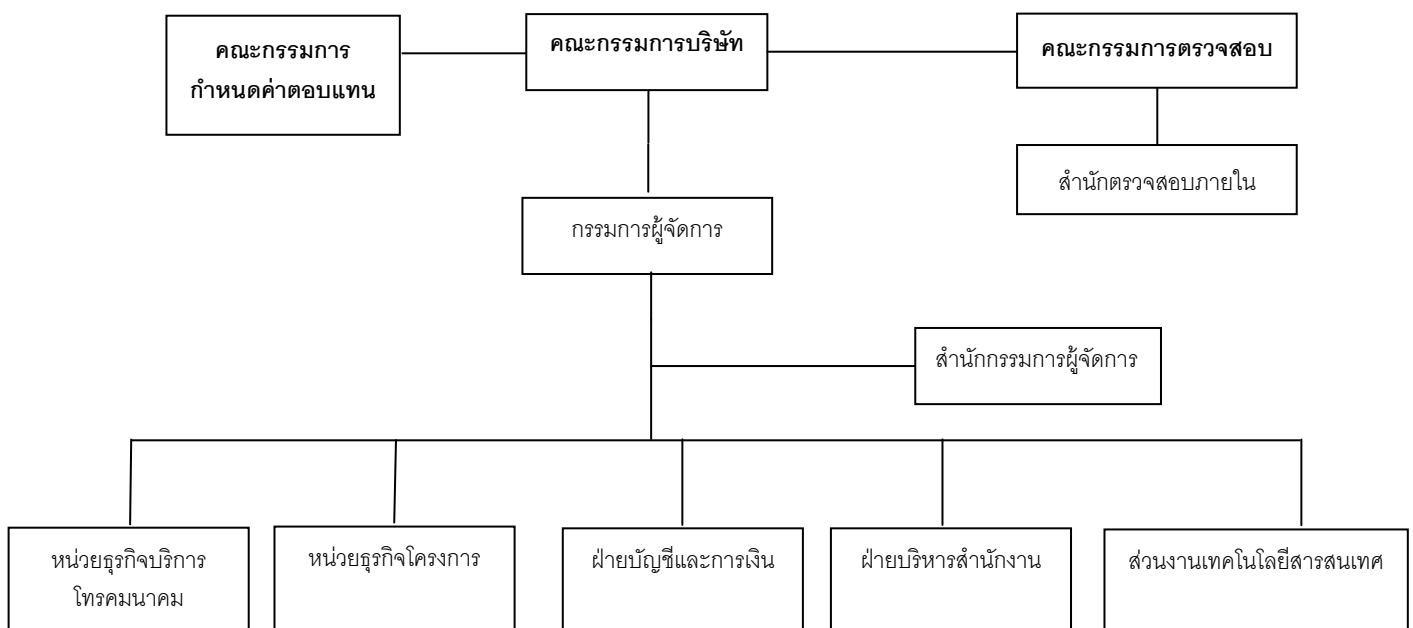 คณะกรรมการ
กำหนดค่าตอบแทน
คณะกรรมการบริษัท
คณะกรรมการตรวจสอบ
สำนักตรวจสอบภายใน
กรรมการผู้จัดการ
สำนักกรรมการผู้จัดการ
หน่วยธุรกิจบริการ
โทรคมนาคม
หน่วยธุรกิจโครงการ
ฝ่ายบัญชีและการเงิน
ฝ่ายบริหารสำนักงาน
ส่วนงานเทคโนโลยีสารสนเทศ